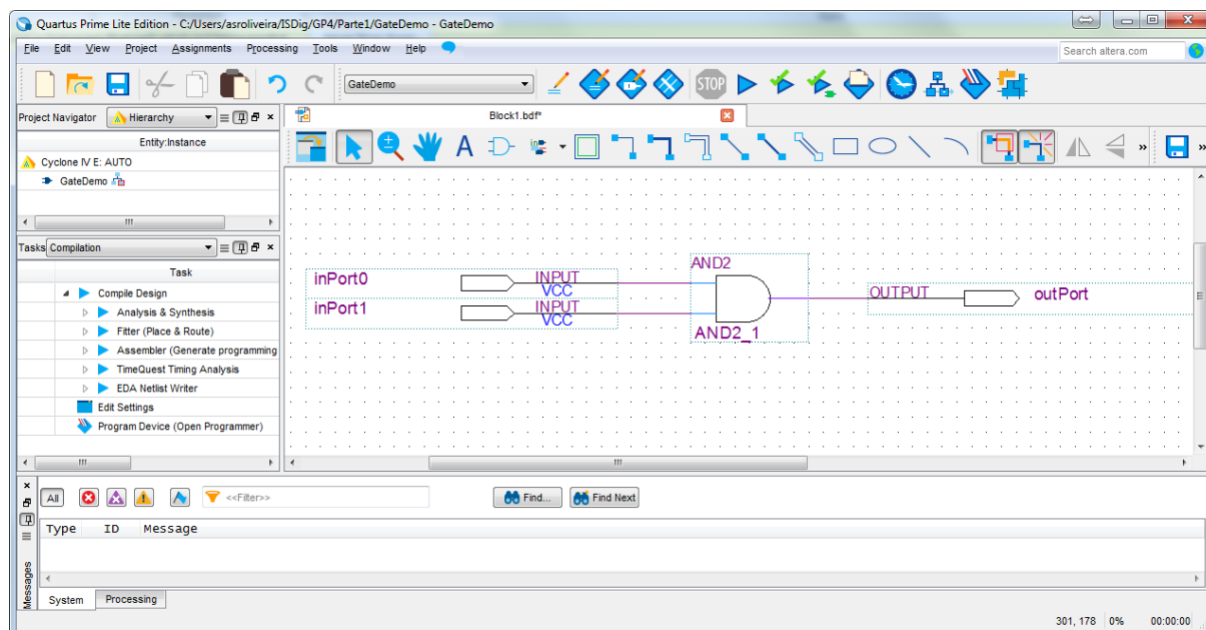 Quartus Prime Lite Edition - C:/Users/asroliveira/ISDig/GP4/Parte1/GateDemo - GateDemo
File Edit View Project Assignments Processing Tools Window Help
Search altera.com
GateDemo
STOP
Project Navigator Hierarchy
Block1.bdf*
Entity:Instance
Cyclone IV E: AUTO
GateDemo
A
Tasks Compilation
Task
Compile Design
Analysis & Synthesis
Fitter (Place & Route)
Assembler (Generate programming
TimeQuest Timing Analysis
EDA Netlist Writer
Edit Settings
Program Device (Open Programmer)
AND2
inPort0 INPUT
VCC
inPort1 INPUT
VCC
AND2_1
OUTPUT outPort
All <<Filter>> Find... Find Next
Type ID Message
Messages
System Processing
301, 178 0% 00:00:00